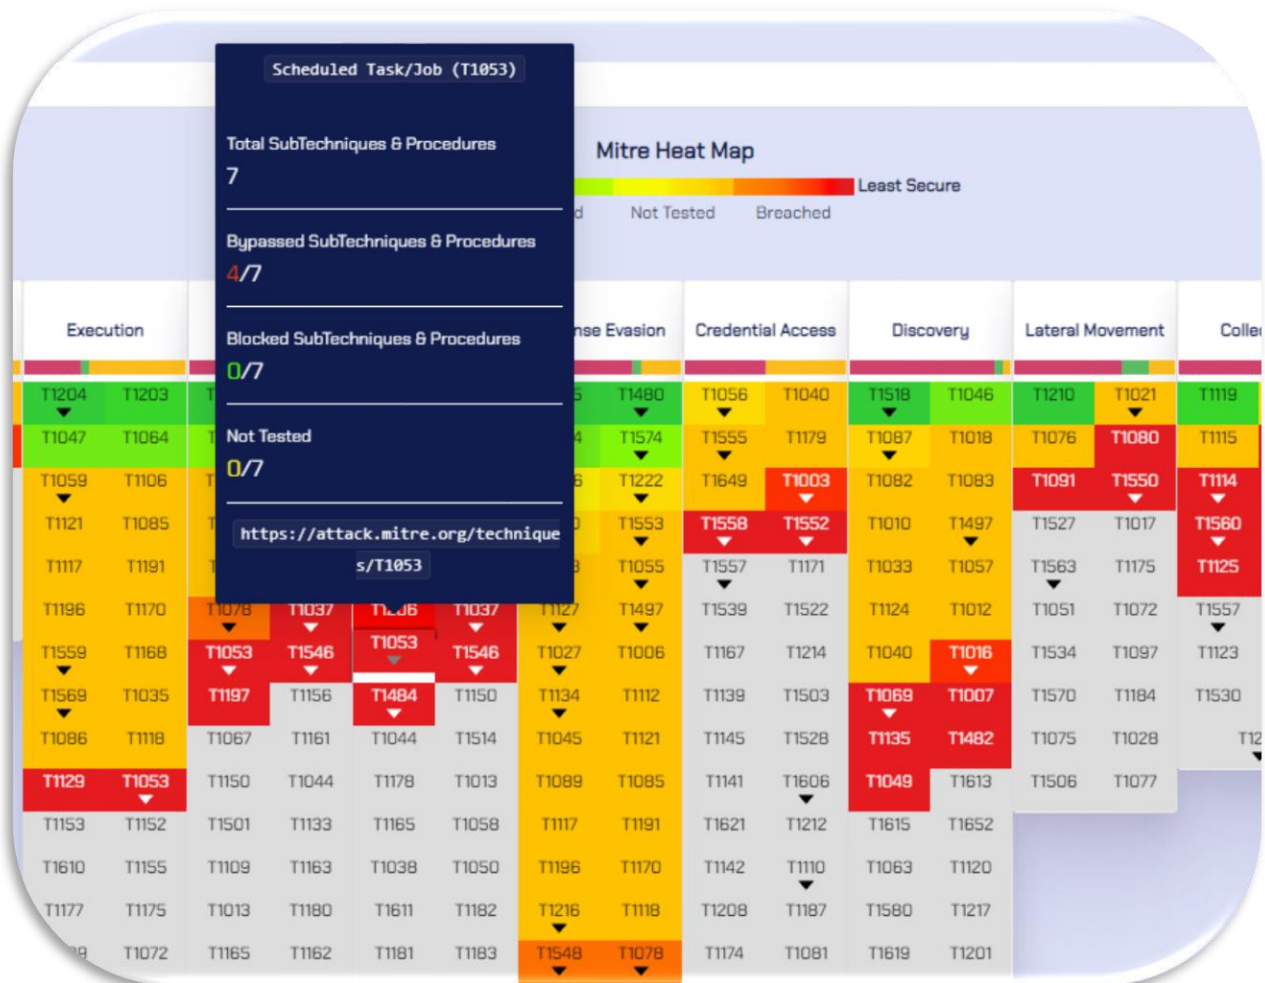 Scheduled Task/Job (T1053)
Total SubTechniques & Procedures
7
Bypassed SubTechniques & Procedures
4/7
Blocked SubTechniques & Procedures
0/7
Not Tested
0/7
https://attack.mitre.org/technique
s/T1053
Mitre Heat Map
Least Secure
Not Tested Breached
Execution Evasion Credential Access Discovery Lateral Movement
T1204 T1203 T1480 T1056 T1040 T1518 T1046 T1210 T1021 T1119
T1047 T1064 T1574 T1555 T1179 T1087 T1018 T1076 T1080 T1115
T1059 T1106 T1222 T1649 T1003 T1082 T1083 T1091 T1550 T1114
T1121 T1085 T1553 T1558 T1552 T1010 T1497 T1527 T1017 T1560
T1117 T1191 T1055 T1557 T1171 T1033 T1057 T1563 T1175 T1125
T1196 T1170 T1078 T1037 T1037 T1127 T1497 T1539 T1522 T1124 T1012 T1051 T1072 T1557
T1559 T1168 T1053 T1546 T1053 T1546 T1027 T1006 T1167 T1214 T1040 T1016 T1534 T1097 T1123
T1569 T1035 T1197 T1156 T1484 T1150 T1134 T1112 T1139 T1503 T1069 T1007 T1570 T1184 T1530
T1086 T1118 T1067 T1161 T1044 T1514 T1045 T1121 T1145 T1528 T1135 T1482 T1075 T1028
T1129 T1053 T1150 T1044 T1178 T1013 T1089 T1085 T1141 T1606 T1049 T1613 T1506 T1077
T1153 T1152 T1501 T1133 T1165 T1058 T1117 T1191 T1621 T1212 T1615 T1652
T1610 T1155 T1109 T1163 T1038 T1050 T1196 T1170 T1142 T1110 T1063 T1120
T1177 T1175 T1013 T1180 T1611 T1182 T1216 T1118 T1208 T1187 T1580 T1217
T1072 T1165 T1162 T1181 T1183 T1548 T1078 T1174 T1081 T1619 T1201